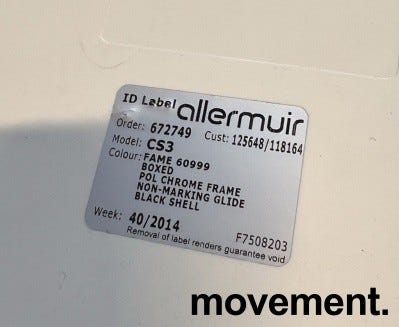 ID Label allermuir
Order: 672749 Cust: 125648/118164
Model: CS3
Colour: FAME 60999
BOXED
POL CHROME FRAME
NON-MARKING GLIDE
BLACK SHELL
Week: 40/2014 F7508203
Removal of label renders guarantee void
movement.